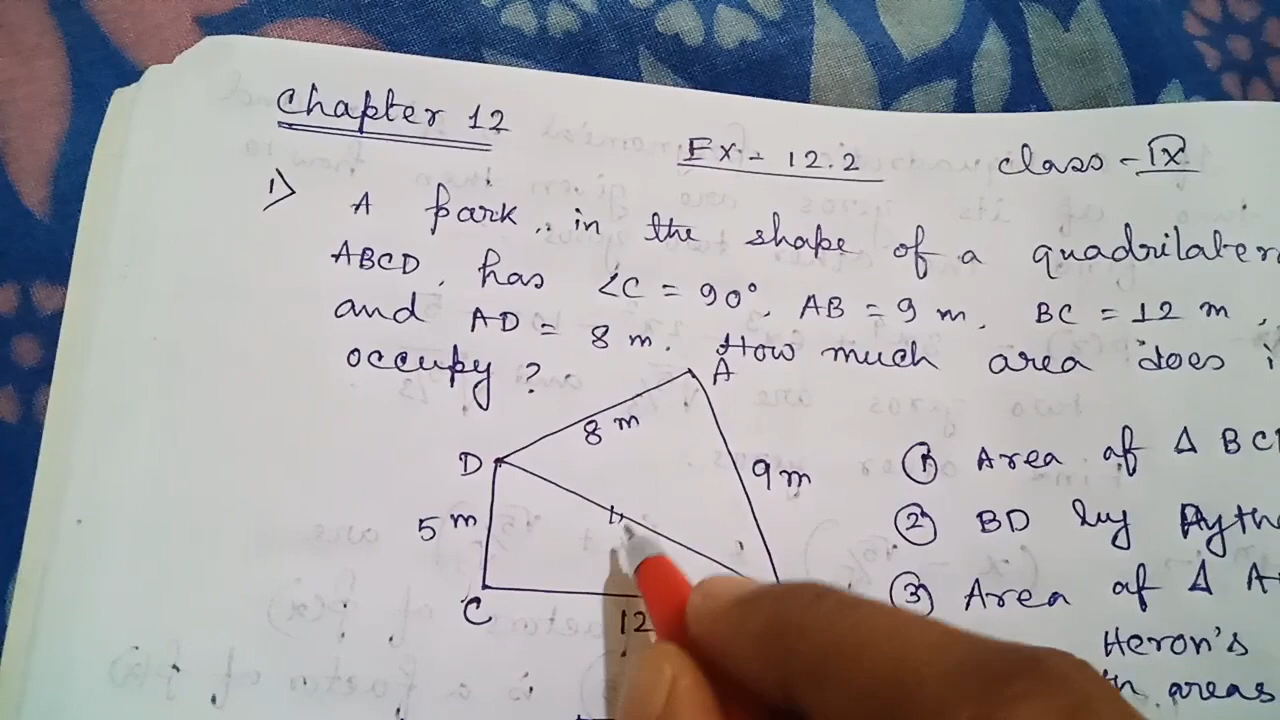 Chapter 12
Ex - 12.2
class - IX
1) A park, in the shape of a quadrilater
ABCD, has ∠C = 90°, AB = 9 m, BC = 12 m,
and AD = 8 m. How much area does i
occupy?
A
8 m
D
9 m
5 m
C
12
① Area of Δ BC
② BD by Pyth
③ Area of Δ A
Heron's
areas